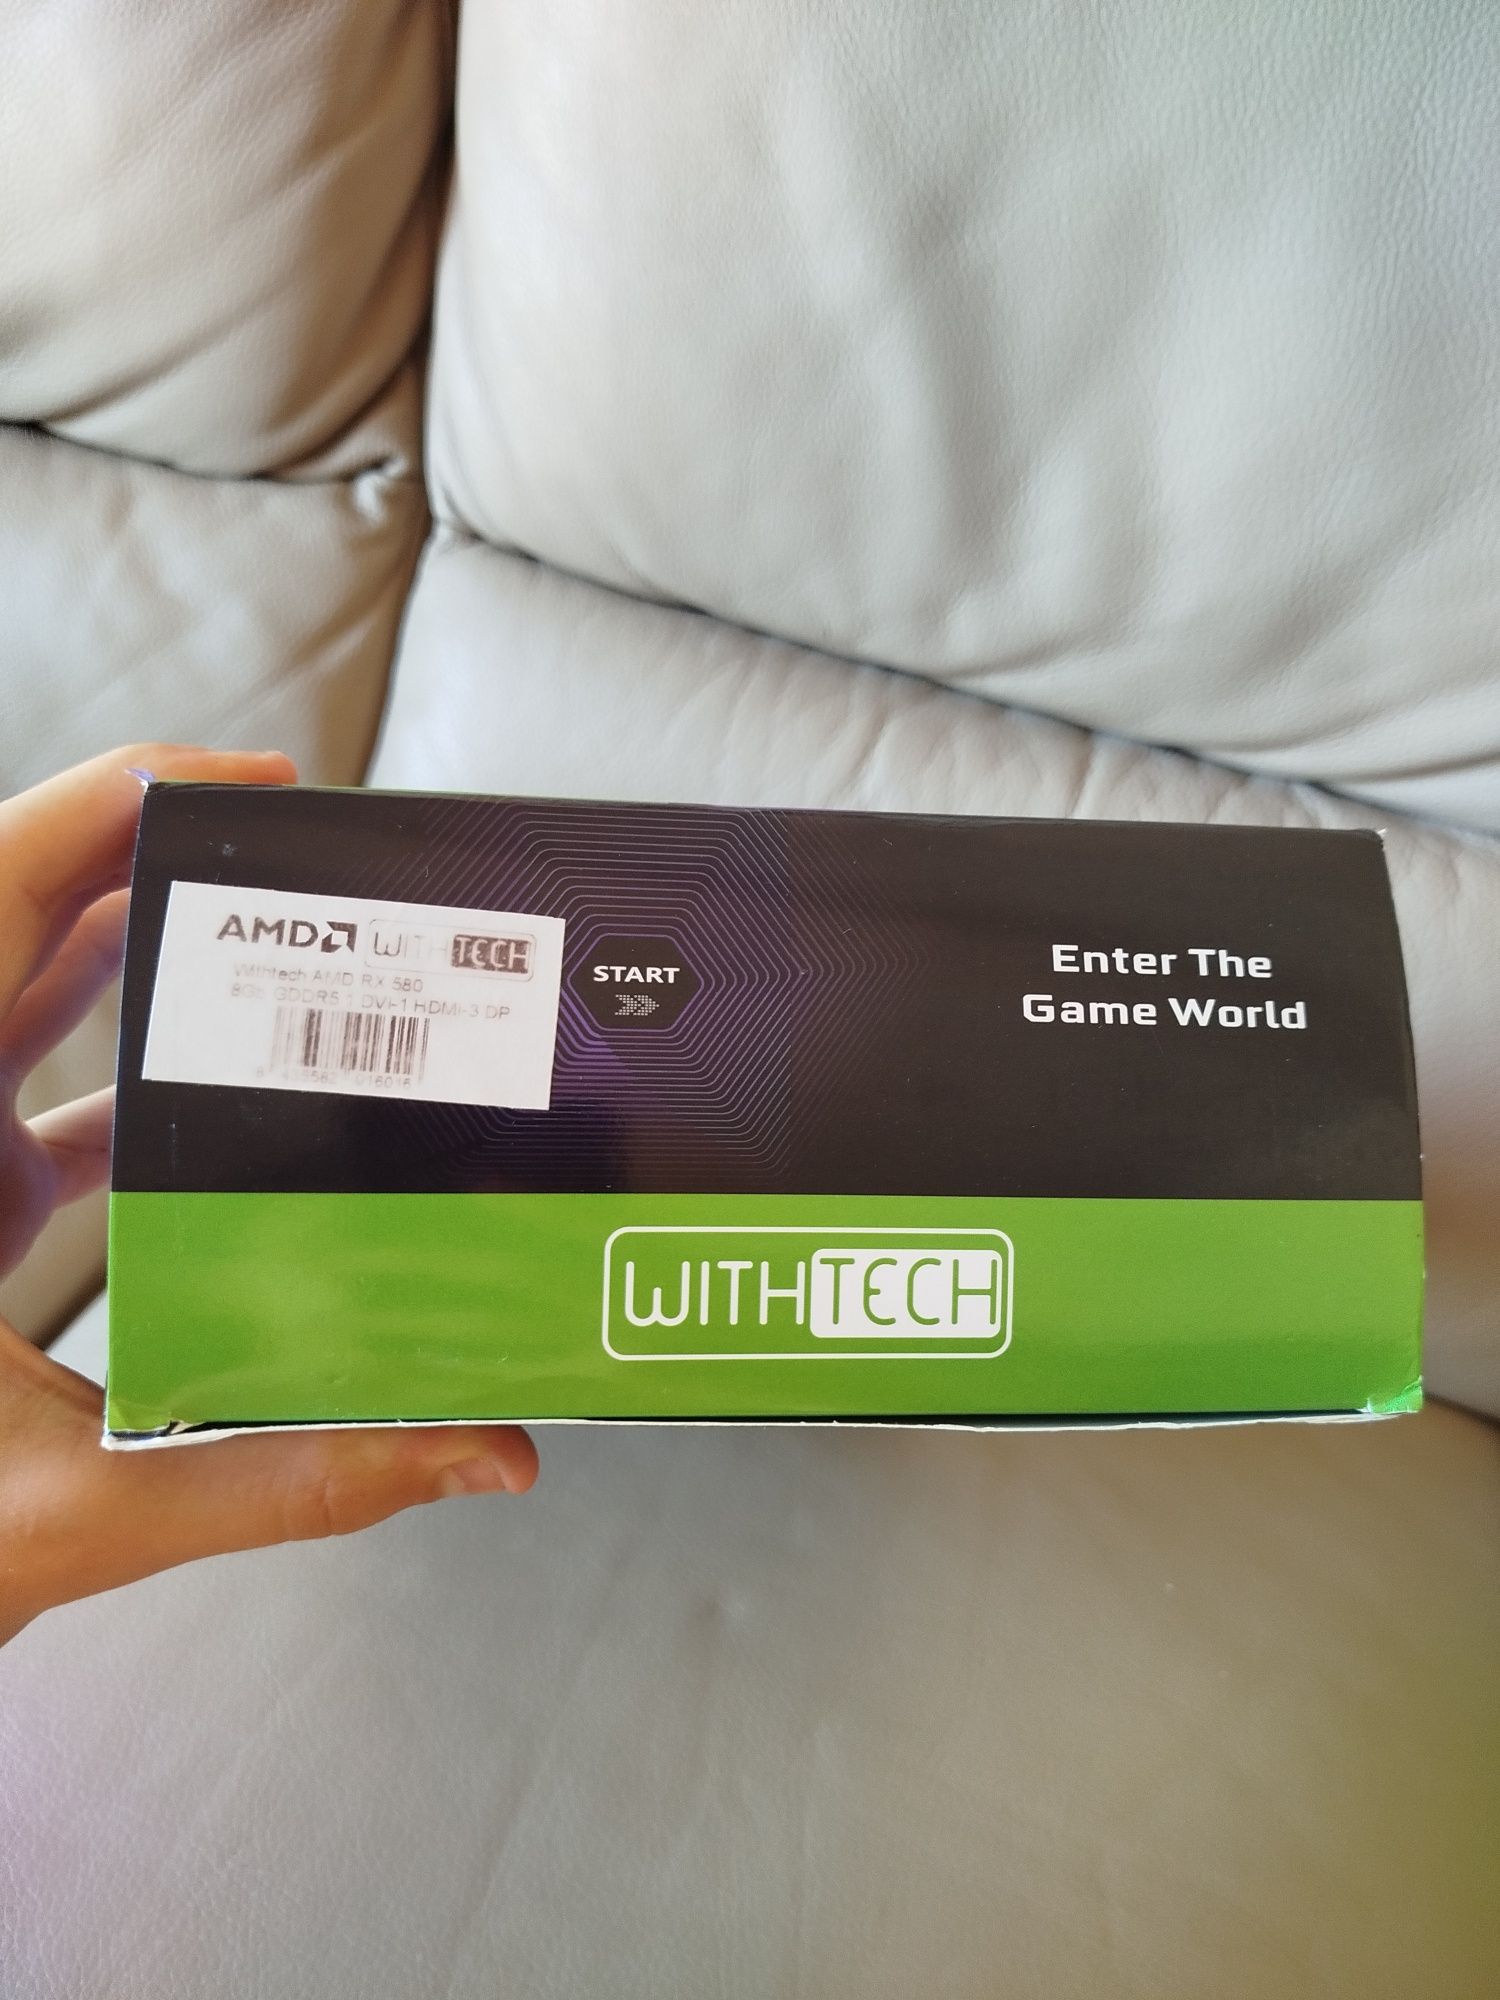 AMD WITHTECH
Withtech AMD RX 580
8Gb GDDR5 1 DVI-1 HDMI-3 DP
START
Enter The
Game World
WITHTECH